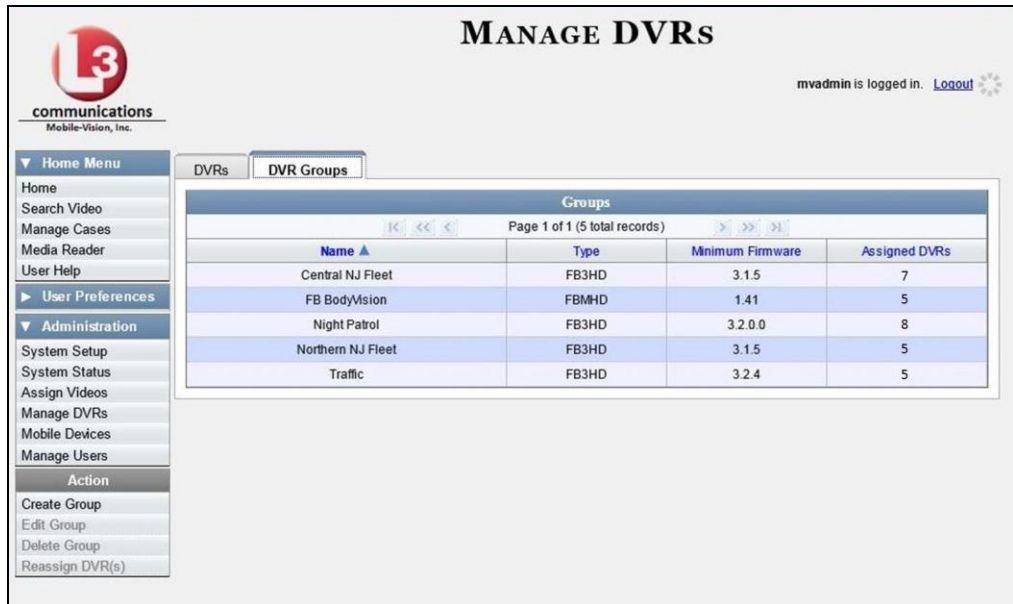 MANAGE DVRS
L3
communications
Mobile-Vision, Inc.
mvadmin is logged in. Logout
▼ Home Menu
Home
Search Video
Manage Cases
Media Reader
User Help
▶ User Preferences
▼ Administration
System Setup
System Status
Assign Videos
Manage DVRs
Mobile Devices
Manage Users
Action
Create Group
Edit Group
Delete Group
Reassign DVR(s)
DVRs DVR Groups
Groups
Page 1 of 1 (5 total records)
Name ▲ Type Minimum Firmware Assigned DVRs
Central NJ Fleet FB3HD 3.1.5 7
FB BodyVision FBMHD 1.41 5
Night Patrol FB3HD 3.2.0.0 8
Northern NJ Fleet FB3HD 3.1.5 5
Traffic FB3HD 3.2.4 5